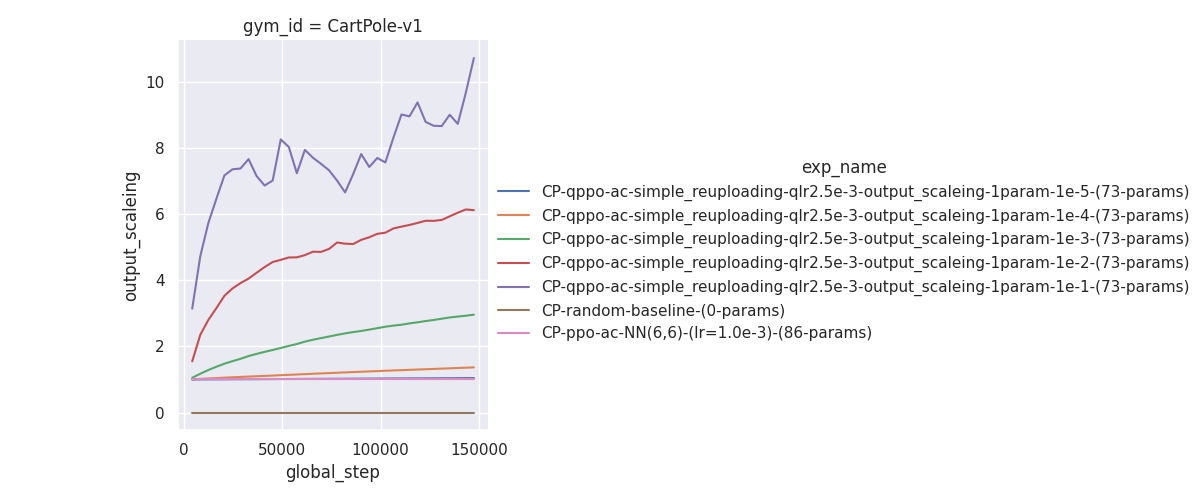 gym_id = CartPole-v1
10
8
6
4
2
0
output_scaleing
0
50000
100000
150000
global_step
exp_name
CP-qppo-ac-simple_reuploading-qlr2.5e-3-output_scaleing-1param-1e-5-(73-params)
CP-qppo-ac-simple_reuploading-qlr2.5e-3-output_scaleing-1param-1e-4-(73-params)
CP-qppo-ac-simple_reuploading-qlr2.5e-3-output_scaleing-1param-1e-3-(73-params)
CP-qppo-ac-simple_reuploading-qlr2.5e-3-output_scaleing-1param-1e-2-(73-params)
CP-qppo-ac-simple_reuploading-qlr2.5e-3-output_scaleing-1param-1e-1-(73-params)
CP-random-baseline-(0-params)
CP-ppo-ac-NN(6,6)-(lr=1.0e-3)-(86-params)